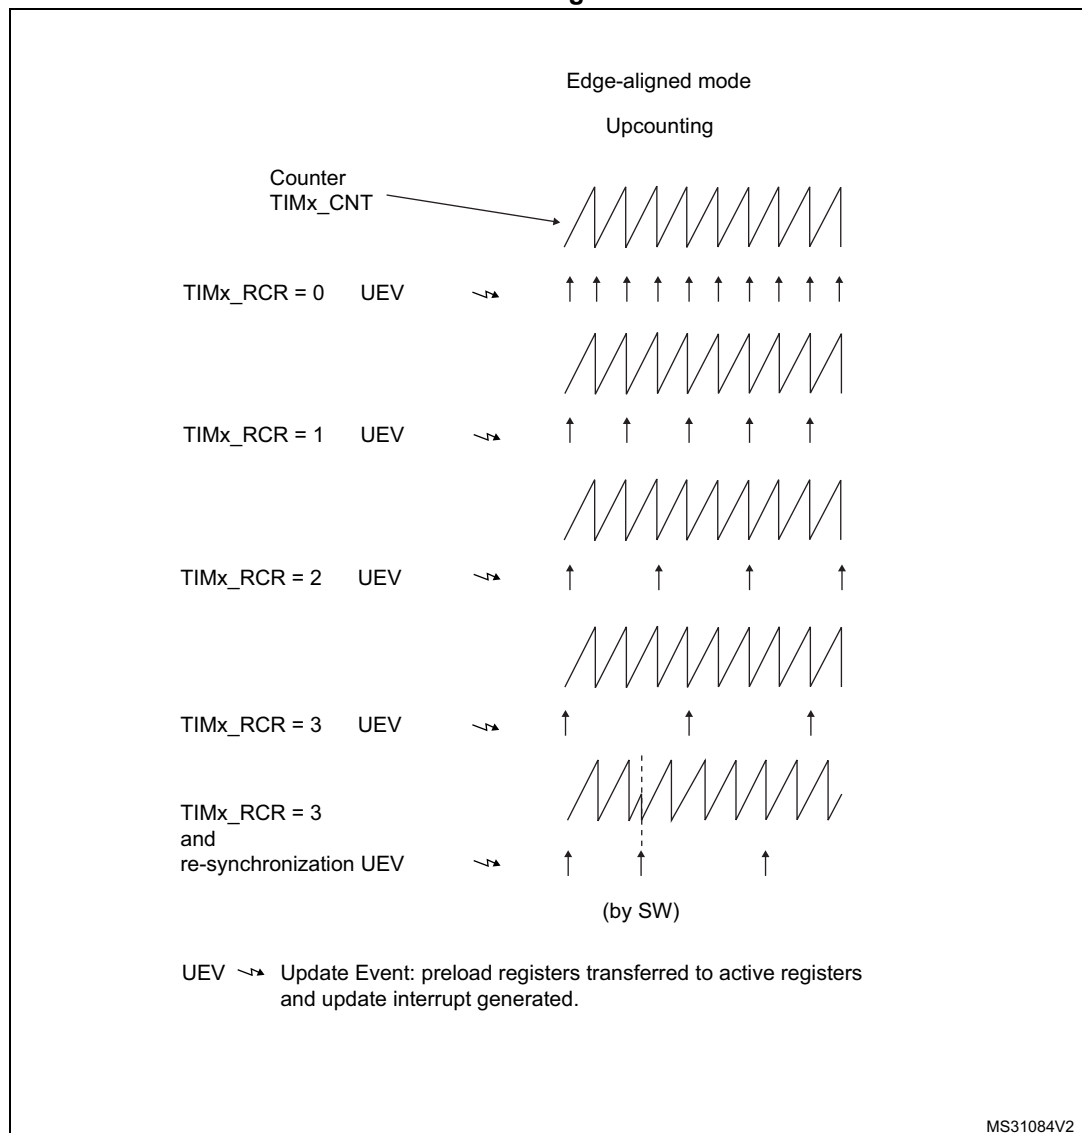 Edge-aligned mode
Upcounting
Counter
TIMx_CNT
TIMx_RCR = 0 UEV
TIMx_RCR = 1 UEV
TIMx_RCR = 2 UEV
TIMx_RCR = 3 UEV
TIMx_RCR = 3
and
re-synchronization UEV
(by SW)
UEV Update Event: preload registers transferred to active registers
and update interrupt generated.
MS31084V2